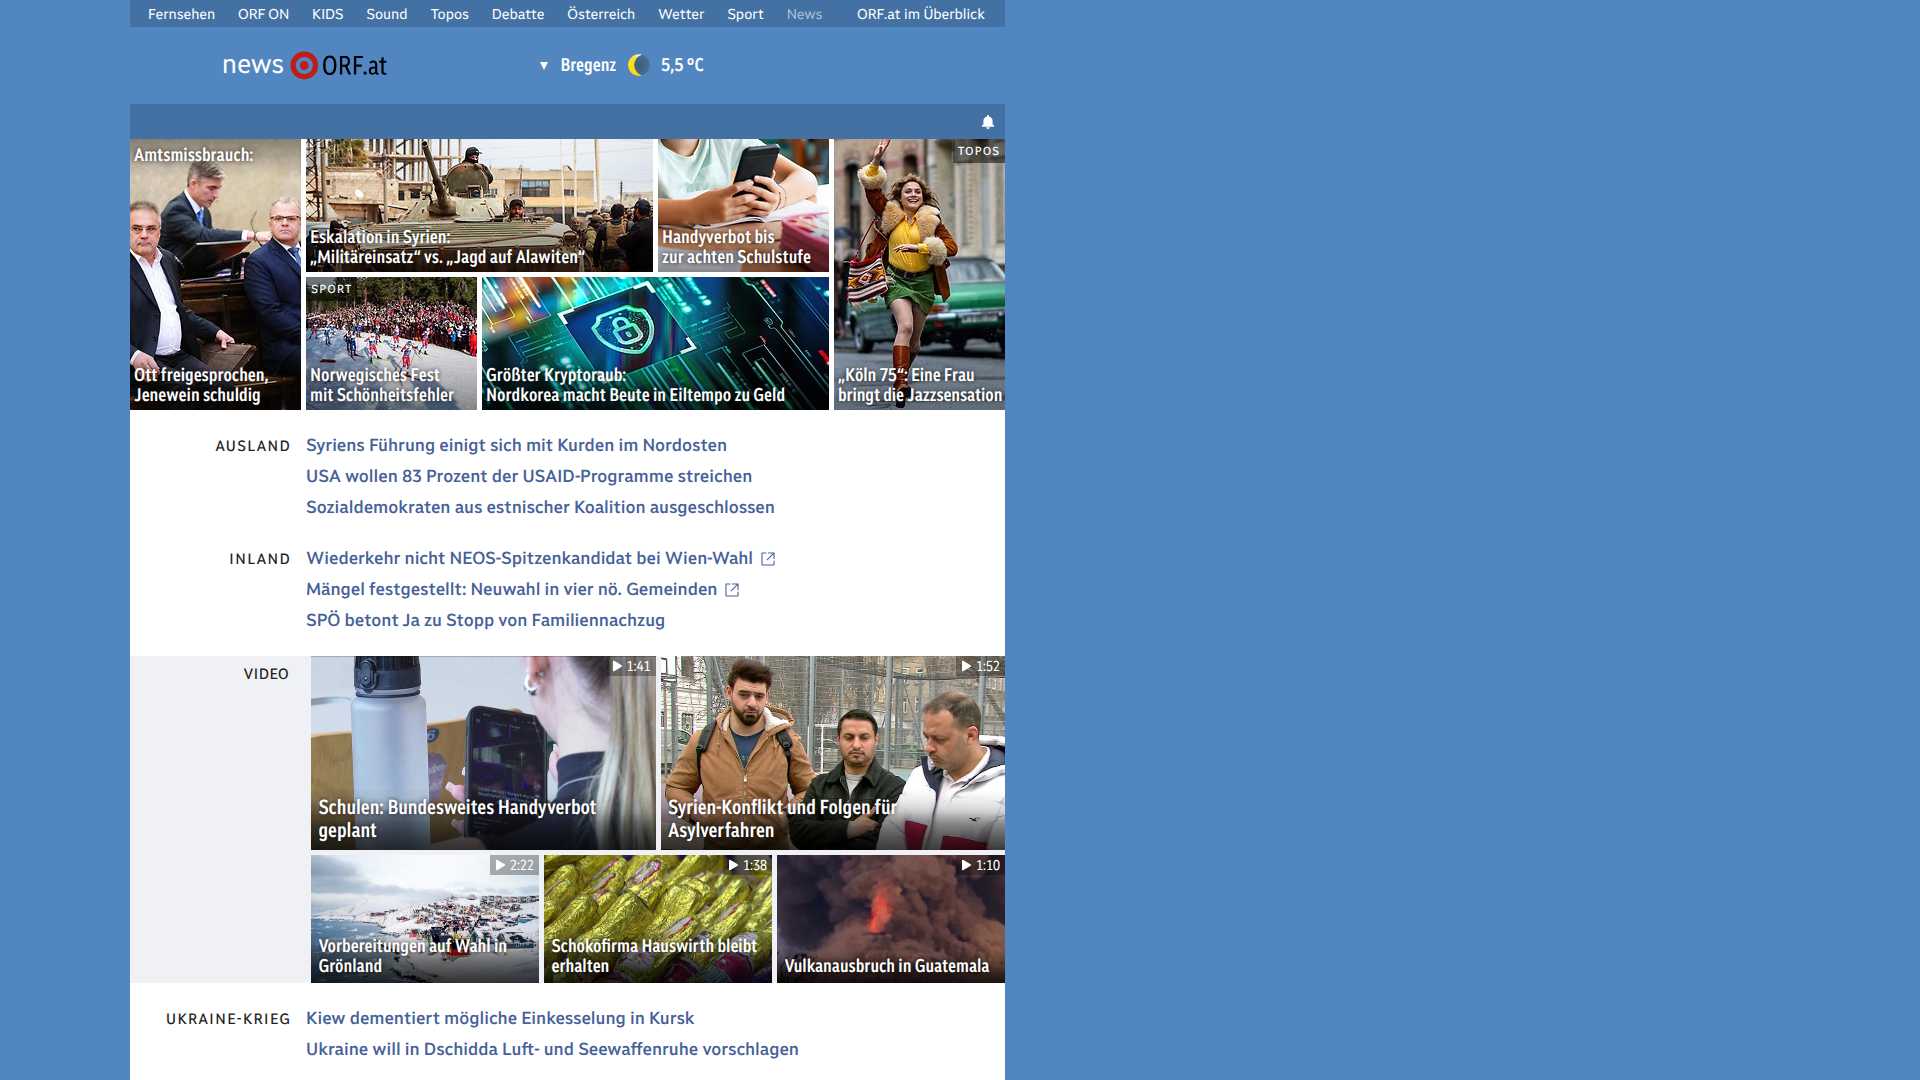 Fernsehen ORF ON KIDS Sound Topos Debatte Österreich Wetter Sport News ORF.at im Überblick
news ORF.at
Bregenz 5,5 °C
Amtsmissbrauch:
Ott freigesprochen,
Jenewein schuldig
Eskalation in Syrien:
„Militäreinsatz“ vs. „Jagd auf Alawiten“
Handyverbot bis
zur achten Schulstufe
TOPOS
„Köln 75“: Eine Frau
bringt die Jazzsensation
SPORT
Norwegisches Fest
mit Schönheitsfehler
Größter Kryptoraub:
Nordkorea macht Beute in Eiltempo zu Geld
AUSLAND
Syriens Führung einigt sich mit Kurden im Nordosten
USA wollen 83 Prozent der USAID-Programme streichen
Sozialdemokraten aus estnischer Koalition ausgeschlossen
INLAND
Wiederkehr nicht NEOS-Spitzenkandidat bei Wien-Wahl
Mängel festgestellt: Neuwahl in vier nö. Gemeinden
SPÖ betont Ja zu Stopp von Familiennachzug
VIDEO
1:41
Schulen: Bundesweites Handyverbot
geplant
1:52
Syrien-Konflikt und Folgen für
Asylverfahren
2:22
Vorbereitungen auf Wahl in
Grönland
1:38
Schokofirma Hauswirth bleibt
erhalten
1:10
Vulkanausbruch in Guatemala
UKRAINE-KRIEG
Kiew dementiert mögliche Einkesselung in Kursk
Ukraine will in Dschidda Luft- und Seewaffenruhe vorschlagen